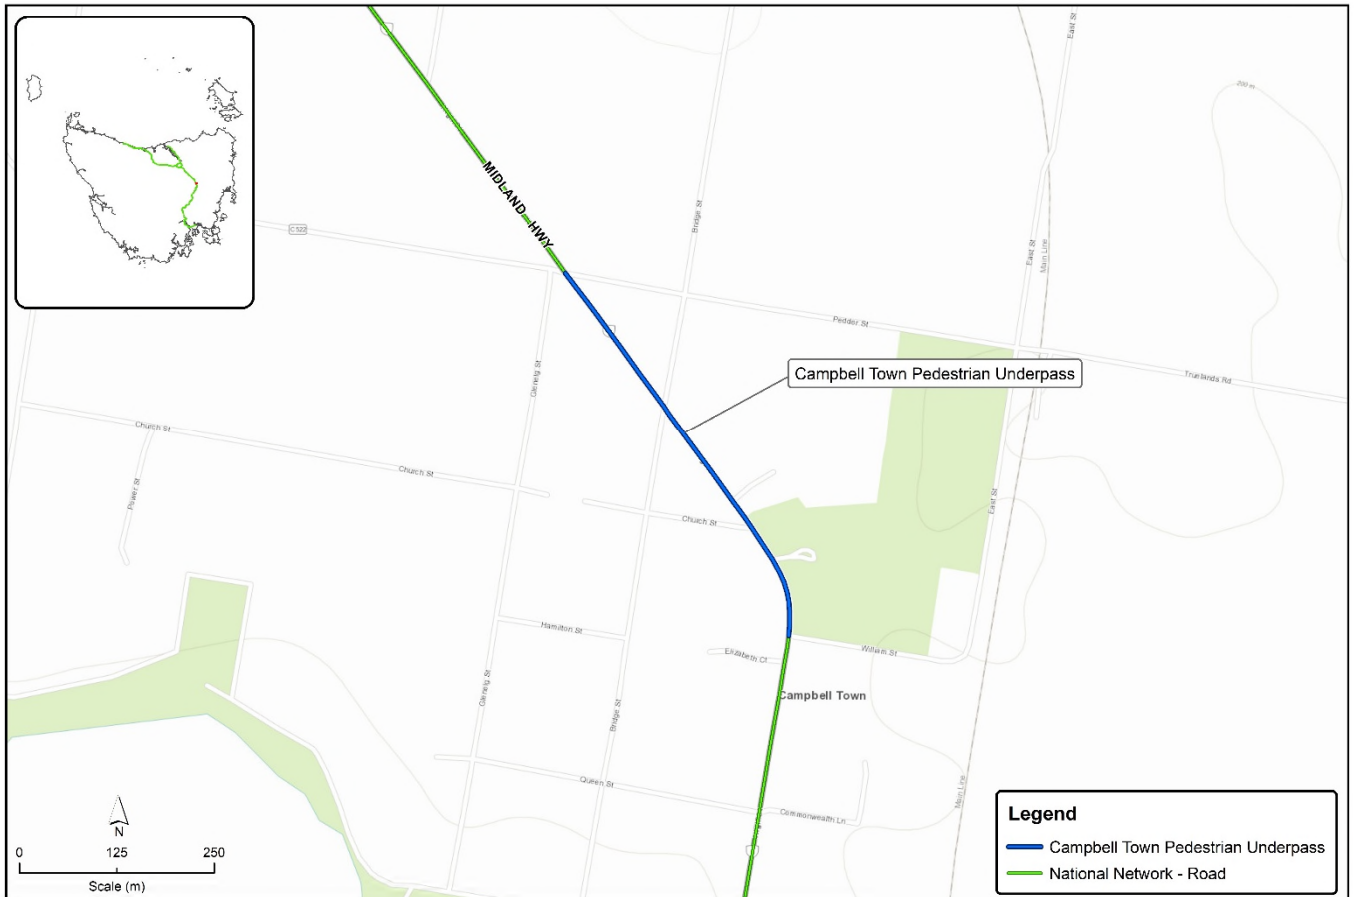 East St
200 m
MIDLAND HWY
Bridge St
C522
East St
Main Line
Pedder St
Campbell Town Pedestrian Underpass
Truelands Rd
Glenelg St
Church St
Church St
Power St
Church St
East St
Hamilton St
Elizabeth Ct
William St
Glenelg St
Campbell Town
Bridge St
Queen St
Main Line
Commonwealth Ln
N
0 125 250
Scale (m)
Legend
Campbell Town Pedestrian Underpass
National Network - Road